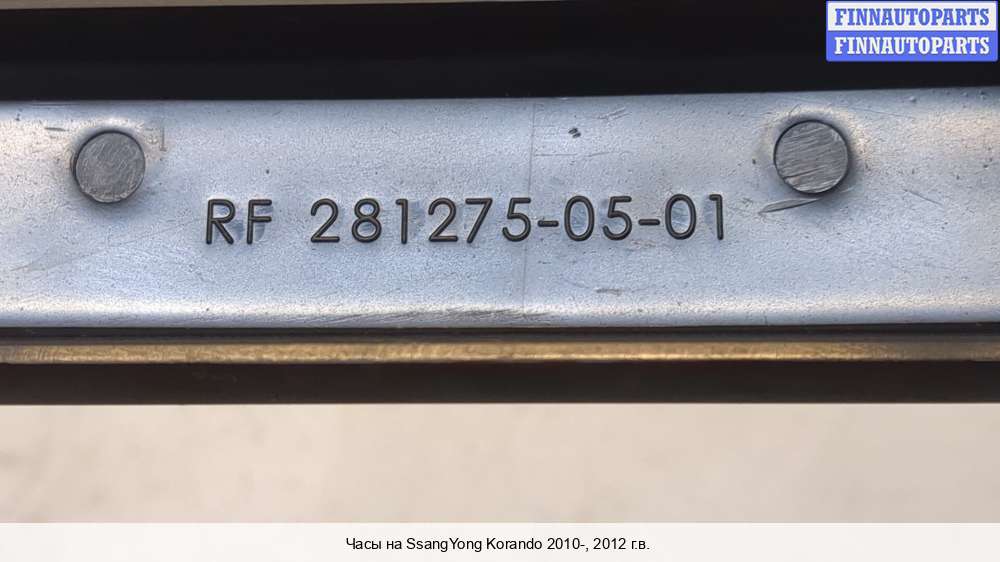 FINNAUTOPARTS
FINNAUTOPARTS
RF 281275-05-01
Часы на SsangYong Korando 2010-, 2012 г.в.